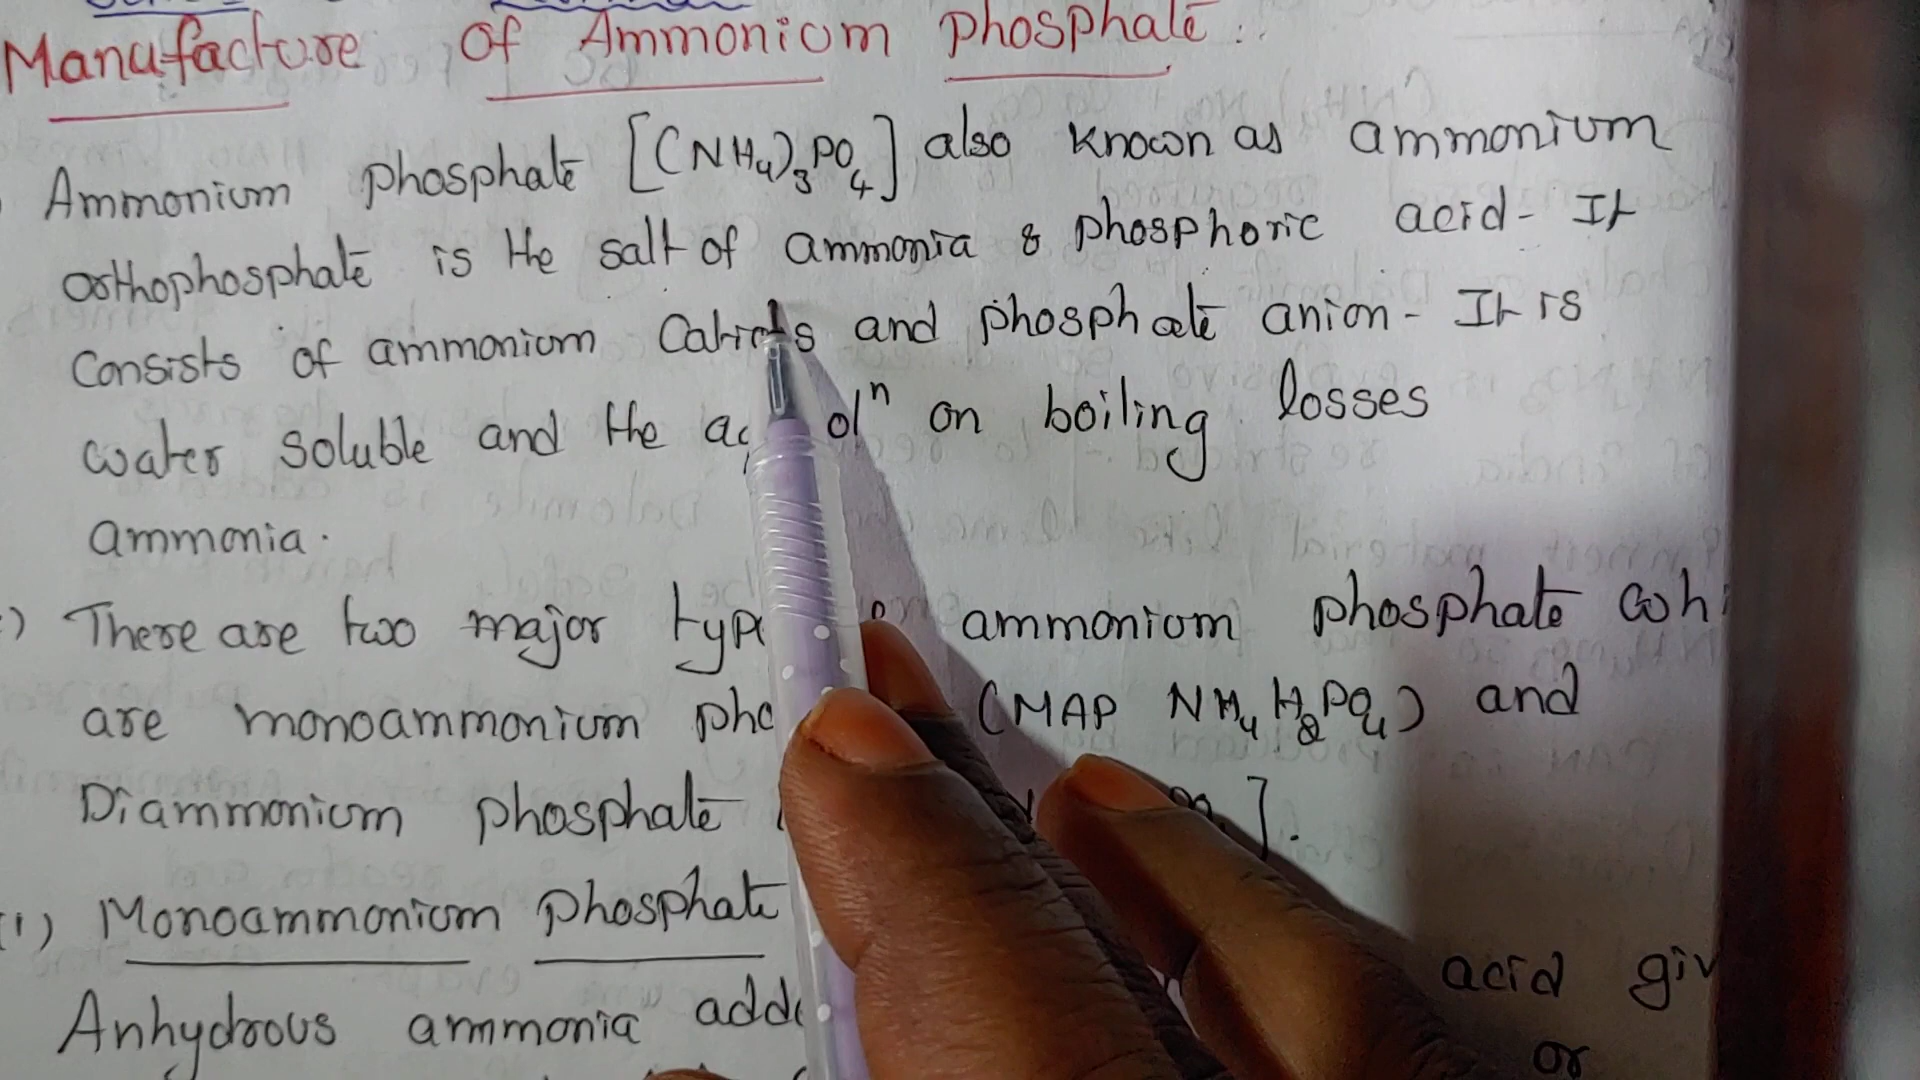 Manufacture of Ammonium phosphate :
Ammonium phosphate [(NH4)3PO4] also known as ammonium
orthophosphate is the salt of ammonia & phosphoric acid. It
Consists of ammonium and phosphate anion. It is
water soluble and the on boiling losses
ammonia.
There are two major ammonium phosphate
are monoammonium (MAP NH4H2PO4) and
Diammonium phosphate ].
(1) Monoammonium phosphate
Anhydrous ammonia acid
or